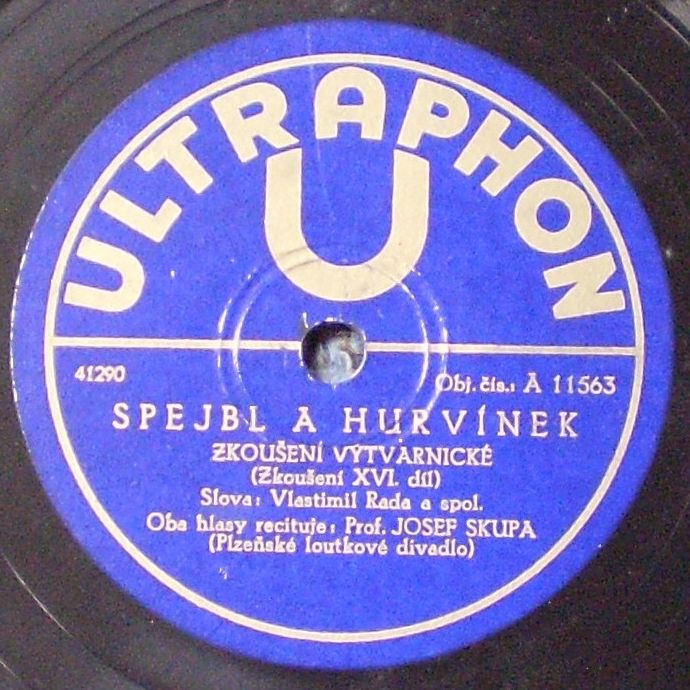 ULTRAPHON
U
41290 Obj. čís.: A 11563
SPEJBL A HURVÍNEK
ZKOUŠENÍ VÝTVARNICKÉ
(Zkoušení XVI. díl)
Slova: Vlastimil Rada a spol.
Oba hlasy recituje: Prof. JOSEF SKUPA
(Plzeňské loutkové divadlo)